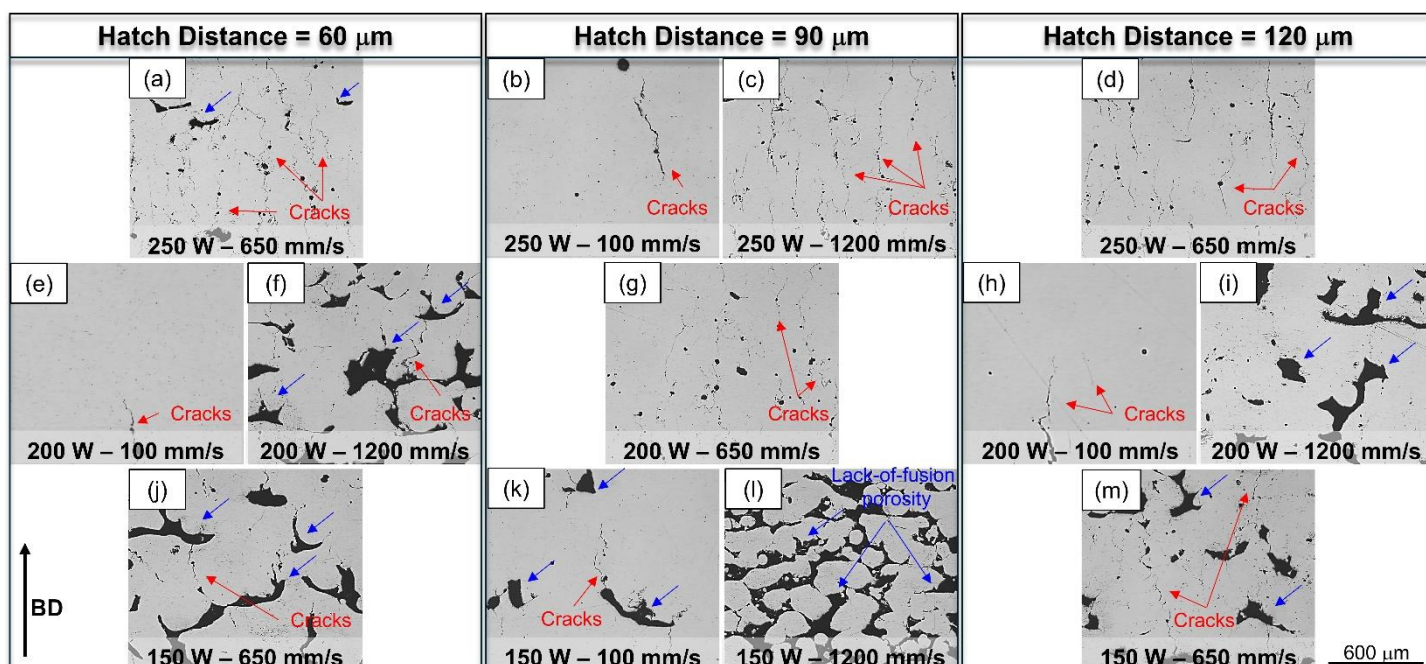 Hatch Distance = 60 μm
Hatch Distance = 90 μm
Hatch Distance = 120 μm
(a)
Cracks
250 W – 650 mm/s
(b)
Cracks
250 W – 100 mm/s
(c)
Cracks
250 W – 1200 mm/s
(d)
Cracks
250 W – 650 mm/s
(e)
Cracks
200 W – 100 mm/s
(f)
Cracks
200 W – 1200 mm/s
(g)
Cracks
200 W – 650 mm/s
(h)
Cracks
200 W – 100 mm/s
(i)
200 W – 1200 mm/s
(j)
Cracks
150 W – 650 mm/s
(k)
Cracks
150 W – 100 mm/s
(l)
Lack-of-fusion
porosity
150 W – 1200 mm/s
(m)
Cracks
150 W – 650 mm/s
BD
600 μm